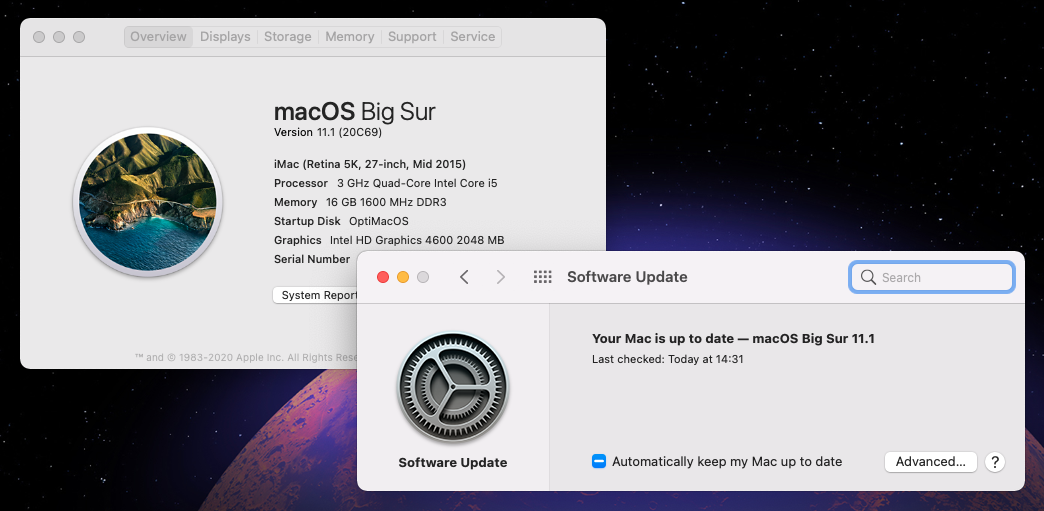 Overview Displays Storage Memory Support Service
macOS Big Sur
Version 11.1 (20C69)
iMac (Retina 5K, 27-inch, Mid 2015)
Processor 3 GHz Quad-Core Intel Core i5
Memory 16 GB 1600 MHz DDR3
Startup Disk OptiMacOS
Graphics Intel HD Graphics 4600 2048 MB
Serial Number
System Report
™ and © 1983-2020 Apple Inc. All Rights Rese
Software Update
Search
Your Mac is up to date — macOS Big Sur 11.1
Last checked: Today at 14:31
Software Update
Automatically keep my Mac up to date
Advanced...
?